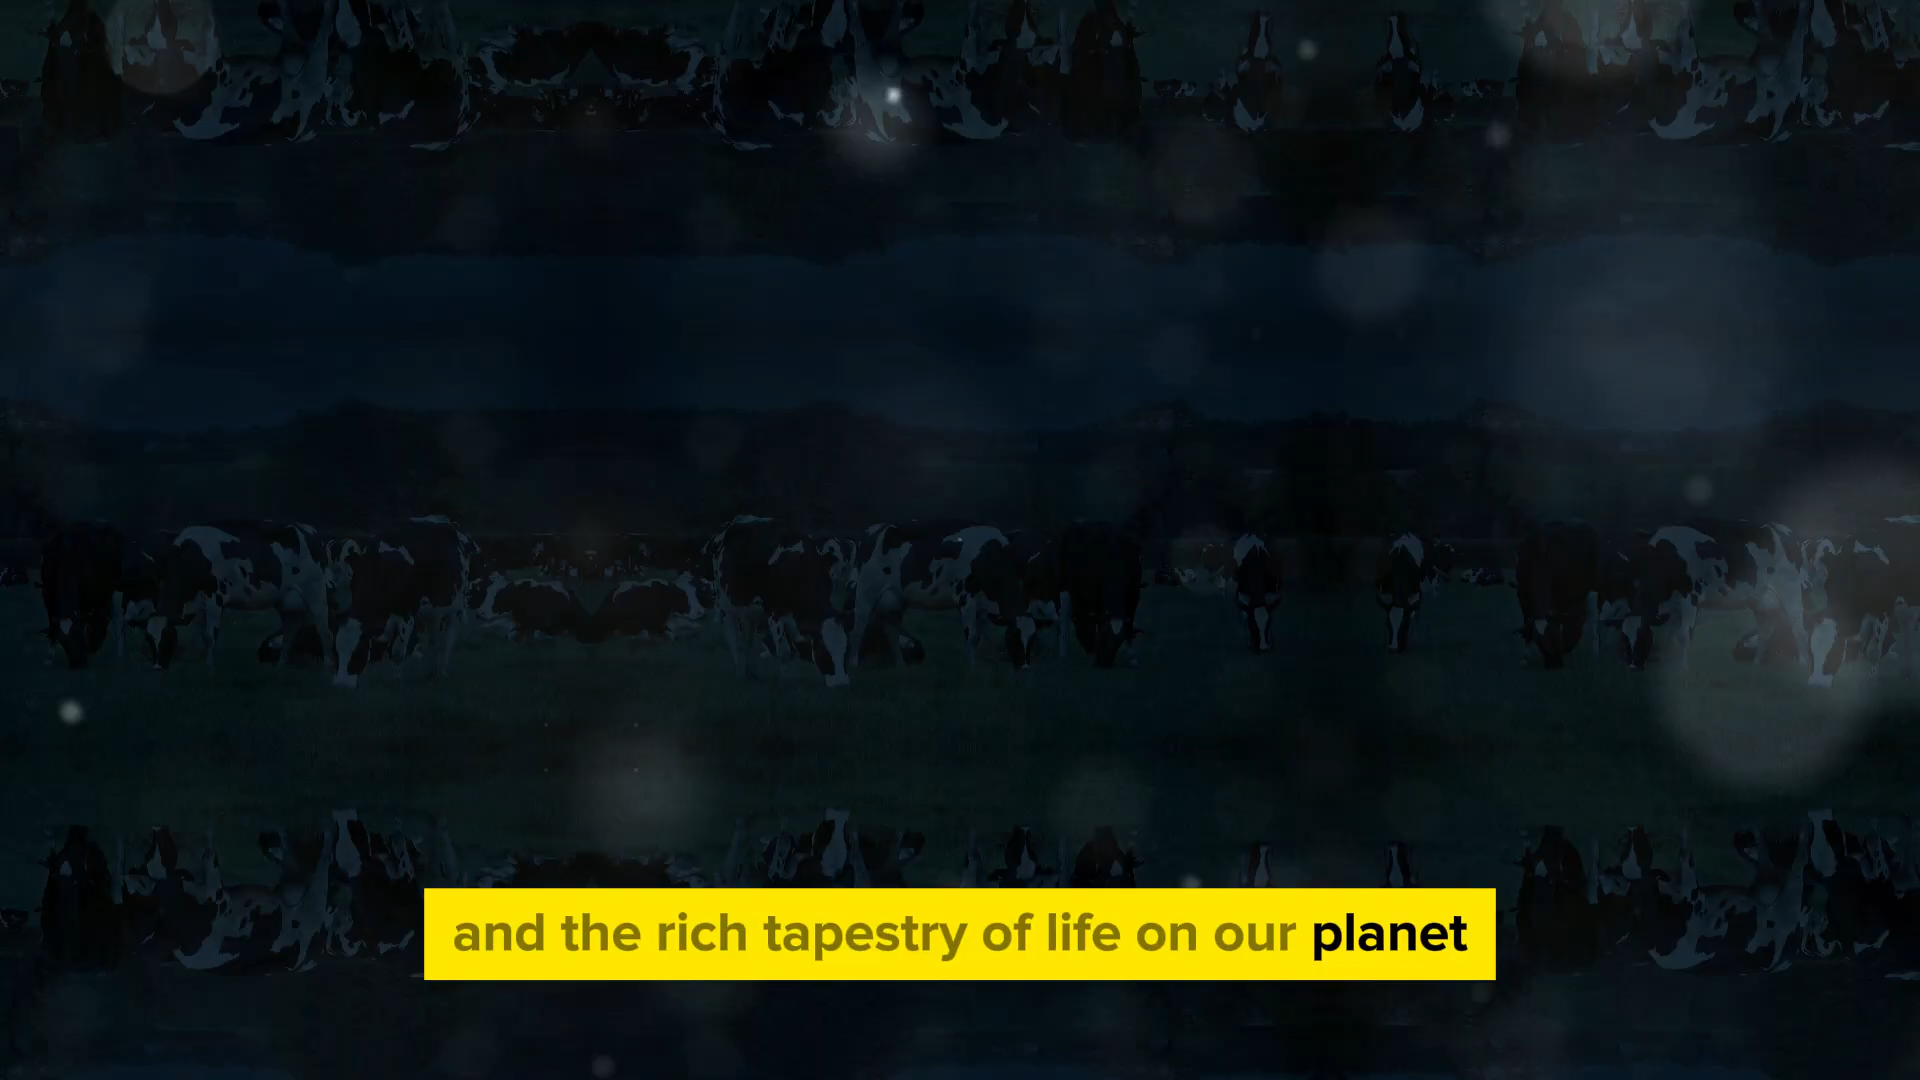 and the rich tapestry of life on our planet